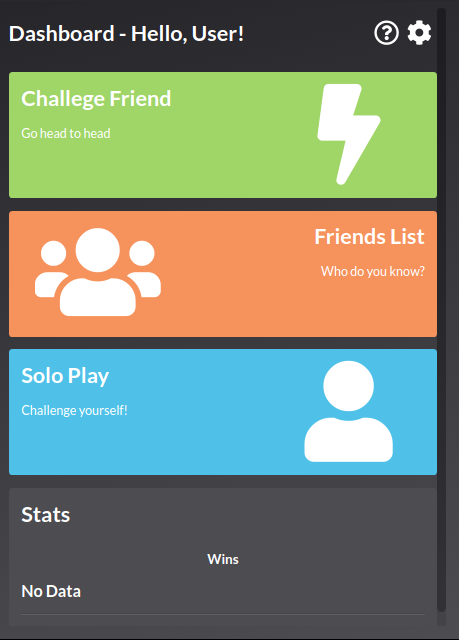 Dashboard - Hello, User!
Challege Friend
Go head to head
Friends List
Who do you know?
Solo Play
Challenge yourself!
Stats
Wins
No Data